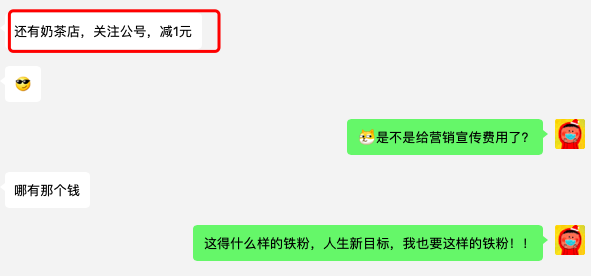 还有奶茶店，关注公号，减1元
是不是给营销宣传费用了？
哪有那个钱
这得什么样的铁粉，人生新目标，我也要这样的铁粉！！